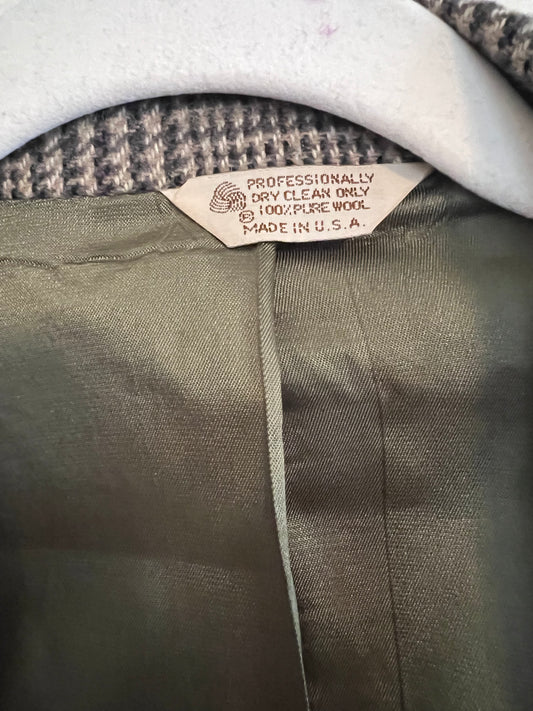 PROFESSIONALLY
DRY CLEAN ONLY
® 100% PURE WOOL
MADE IN U.S.A.